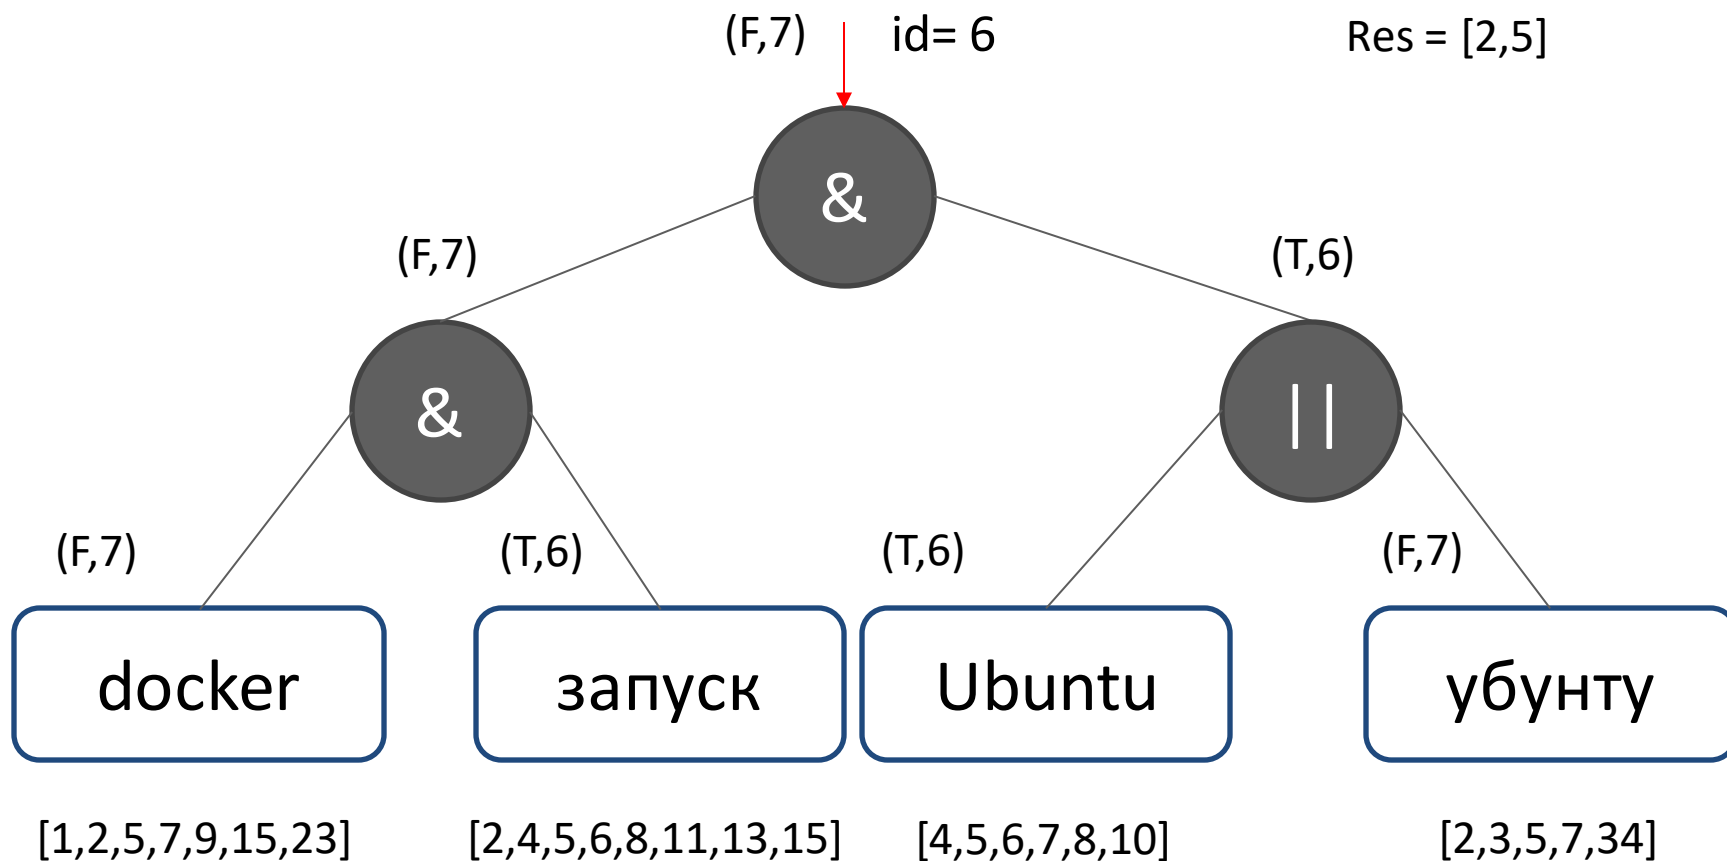 (F,7) id= 6 Res = [2,5]
&
(F,7) (T,6)
& ||
(F,7) (T,6) (T,6) (F,7)
docker запуск Ubuntu убунту
[1,2,5,7,9,15,23] [2,4,5,6,8,11,13,15] [4,5,6,7,8,10] [2,3,5,7,34]